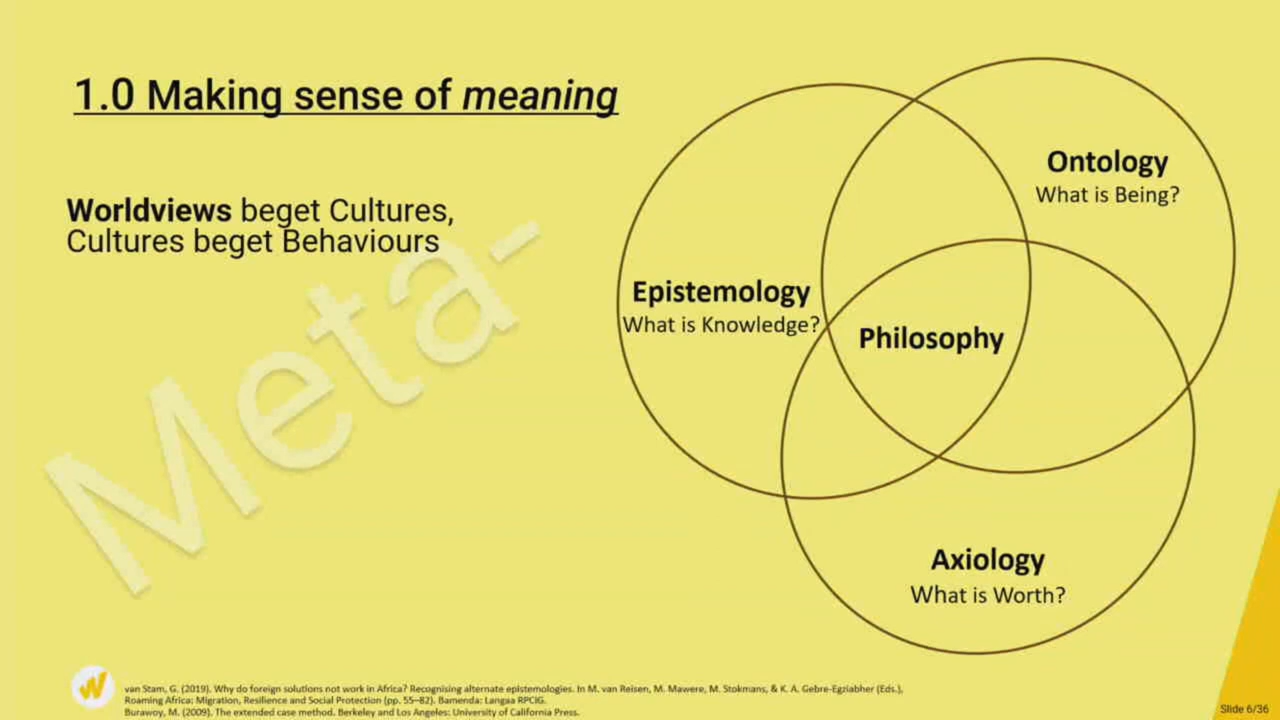 1.0 Making sense of meaning
Worldviews beget Cultures,
Cultures beget Behaviours
Meta-
Ontology
What is Being?
Epistemology
What is Knowledge?
Philosophy
Axiology
What is Worth?
van Stam, G. (2019). Why do foreign solutions not work in Africa? Recognising alternate epistemologies. In M. van Reisen, M. Mawere, M. Stokmans, & K. A. Gebre-Egziabher (Eds.),
Roaming Africa: Migration, Resilience and Social Protection (pp. 55–82). Bamenda: Langaa RPCIG.
Burawoy, M. (2009). The extended case method. Berkeley and Los Angeles: University of California Press.
Slide 6/36